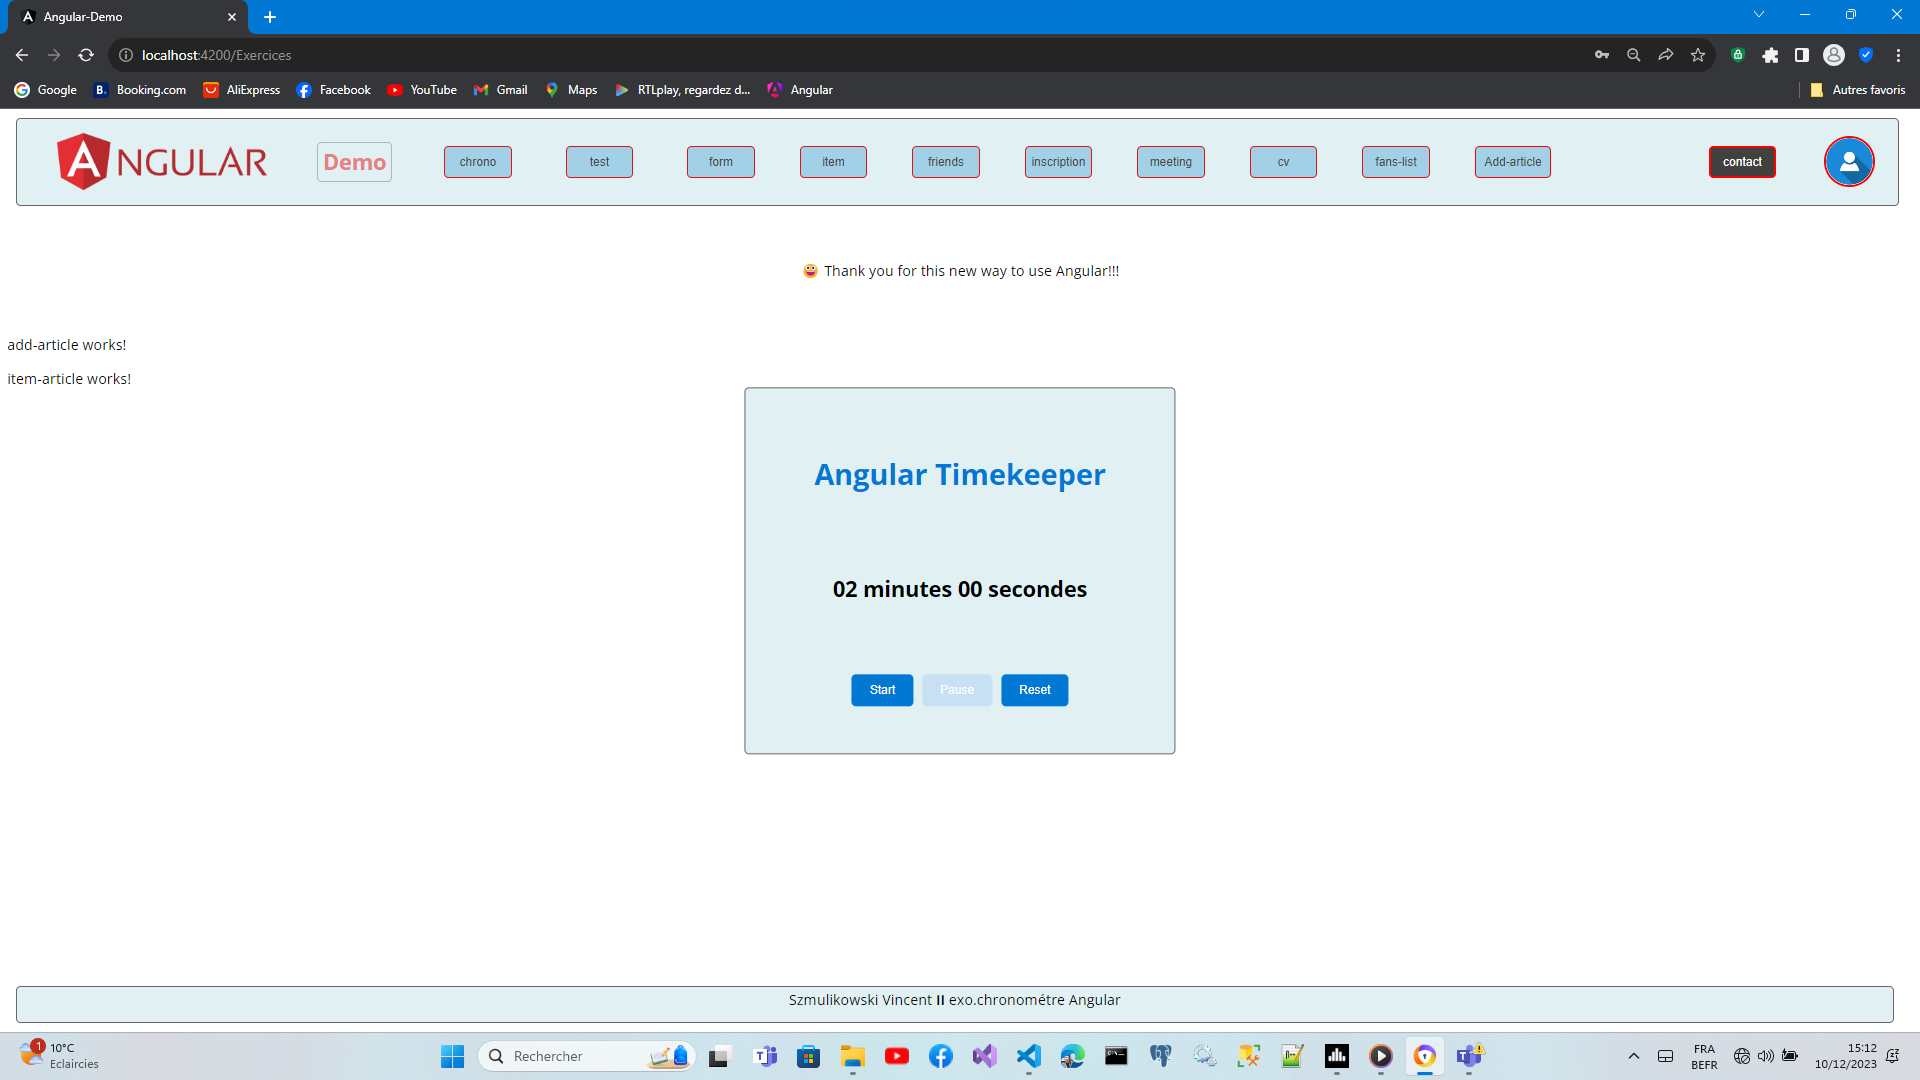 Angular-Demo
localhost:4200/Exercices
Google Booking.com AliExpress Facebook YouTube Gmail Maps RTLplay, regardez d... Angular Autres favoris
ANGULAR Demo chrono test form item friends inscription meeting cv fans-list Add-article contact
Thank you for this new way to use Angular!!!
add-article works!
item-article works!
Angular Timekeeper
02 minutes 00 secondes
Start Pause Reset
Szmulikowski Vincent II exo.chronométre Angular
1 10°C
Eclaircies
Rechercher
FRA
BEFR
15:12
10/12/2023